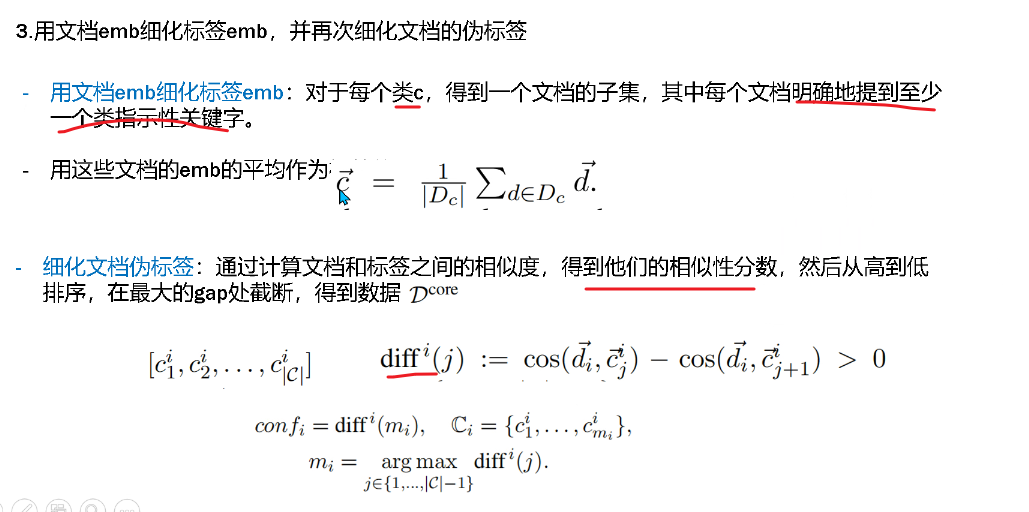 3.用文档emb细化标签emb，并再次细化文档的伪标签
- 用文档emb细化标签emb：对于每个类c，得到一个文档的子集，其中每个文档明确地提到至少
一个类指示性关键字。
- 用这些文档的emb的平均作为 $\vec{c} = \frac{1}{|D_c|} \sum_{d \in D_c} \vec{d}.$
- 细化文档伪标签：通过计算文档和标签之间的相似度，得到他们的相似性分数，然后从高到低
排序，在最大的gap处截断，得到数据 $\mathcal{D}^{\text{core}}$
$[c_1^i, c_2^i, \ldots, c_{|\mathcal{C}|}^i]$ $\text{diff}^i(j) := \cos(\vec{d}_i, \vec{c}_j^i) - \cos(\vec{d}_i, \vec{c}_{j+1}^i) > 0$
$conf_i = \text{diff}^i(m_i), \quad \mathbb{C}_i = \{c_1^i, \ldots, c_{m_i}^i\},$
$m_i = \underset{j \in \{1, \ldots, |\mathcal{C}|-1\}}{\arg\max} \text{diff}^i(j).$